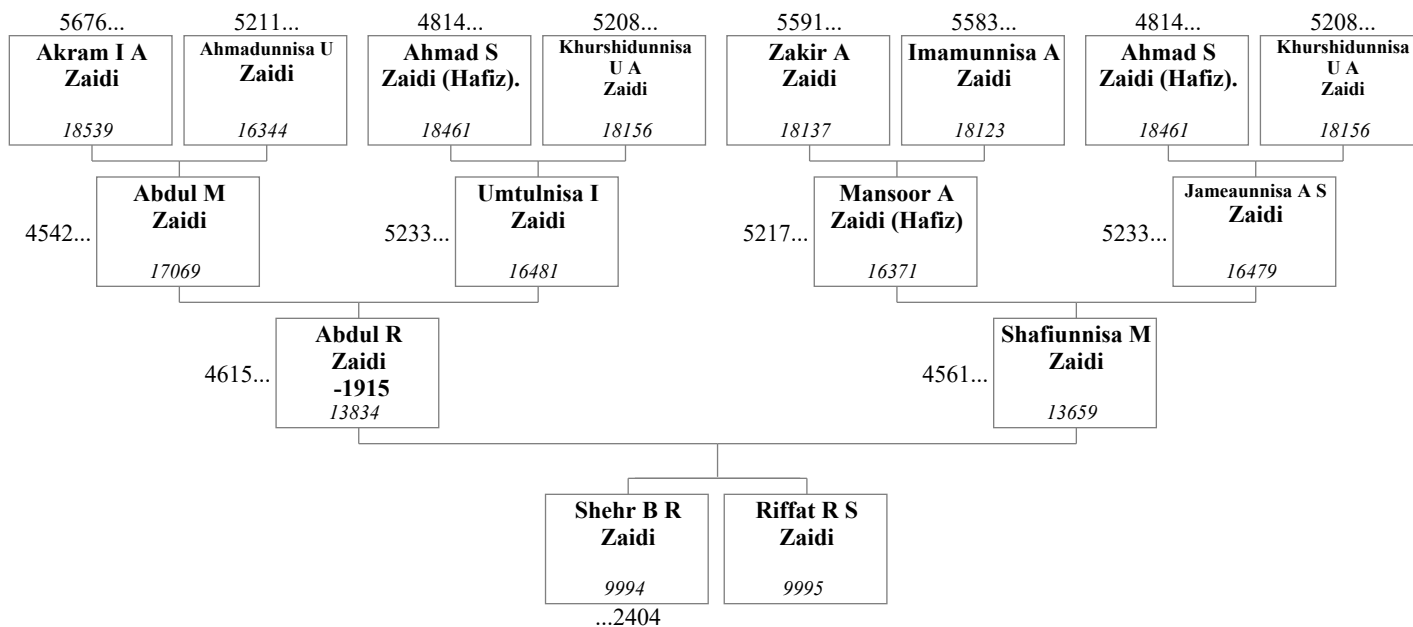 5676...
5211...
4814...
5208...
5591...
5583...
4814...
5208...
Akram I A
Zaidi
18539
Ahmadunnisa U
Zaidi
16344
Ahmad S
Zaidi (Hafiz).
18461
Khurshidunnisa
U A
Zaidi
18156
Zakir A
Zaidi
18137
Imamunnisa A
Zaidi
18123
Ahmad S
Zaidi (Hafiz).
18461
Khurshidunnisa
U A
Zaidi
18156
4542...
Abdul M
Zaidi
17069
5233...
Umtulnisa I
Zaidi
16481
5217...
Mansoor A
Zaidi (Hafiz)
16371
5233...
Jameaunnisa A S
Zaidi
16479
4615...
Abdul R
Zaidi
-1915
13834
4561...
Shafiunnisa M
Zaidi
13659
Shehr B R
Zaidi
9994
...2404
Riffat R S
Zaidi
9995